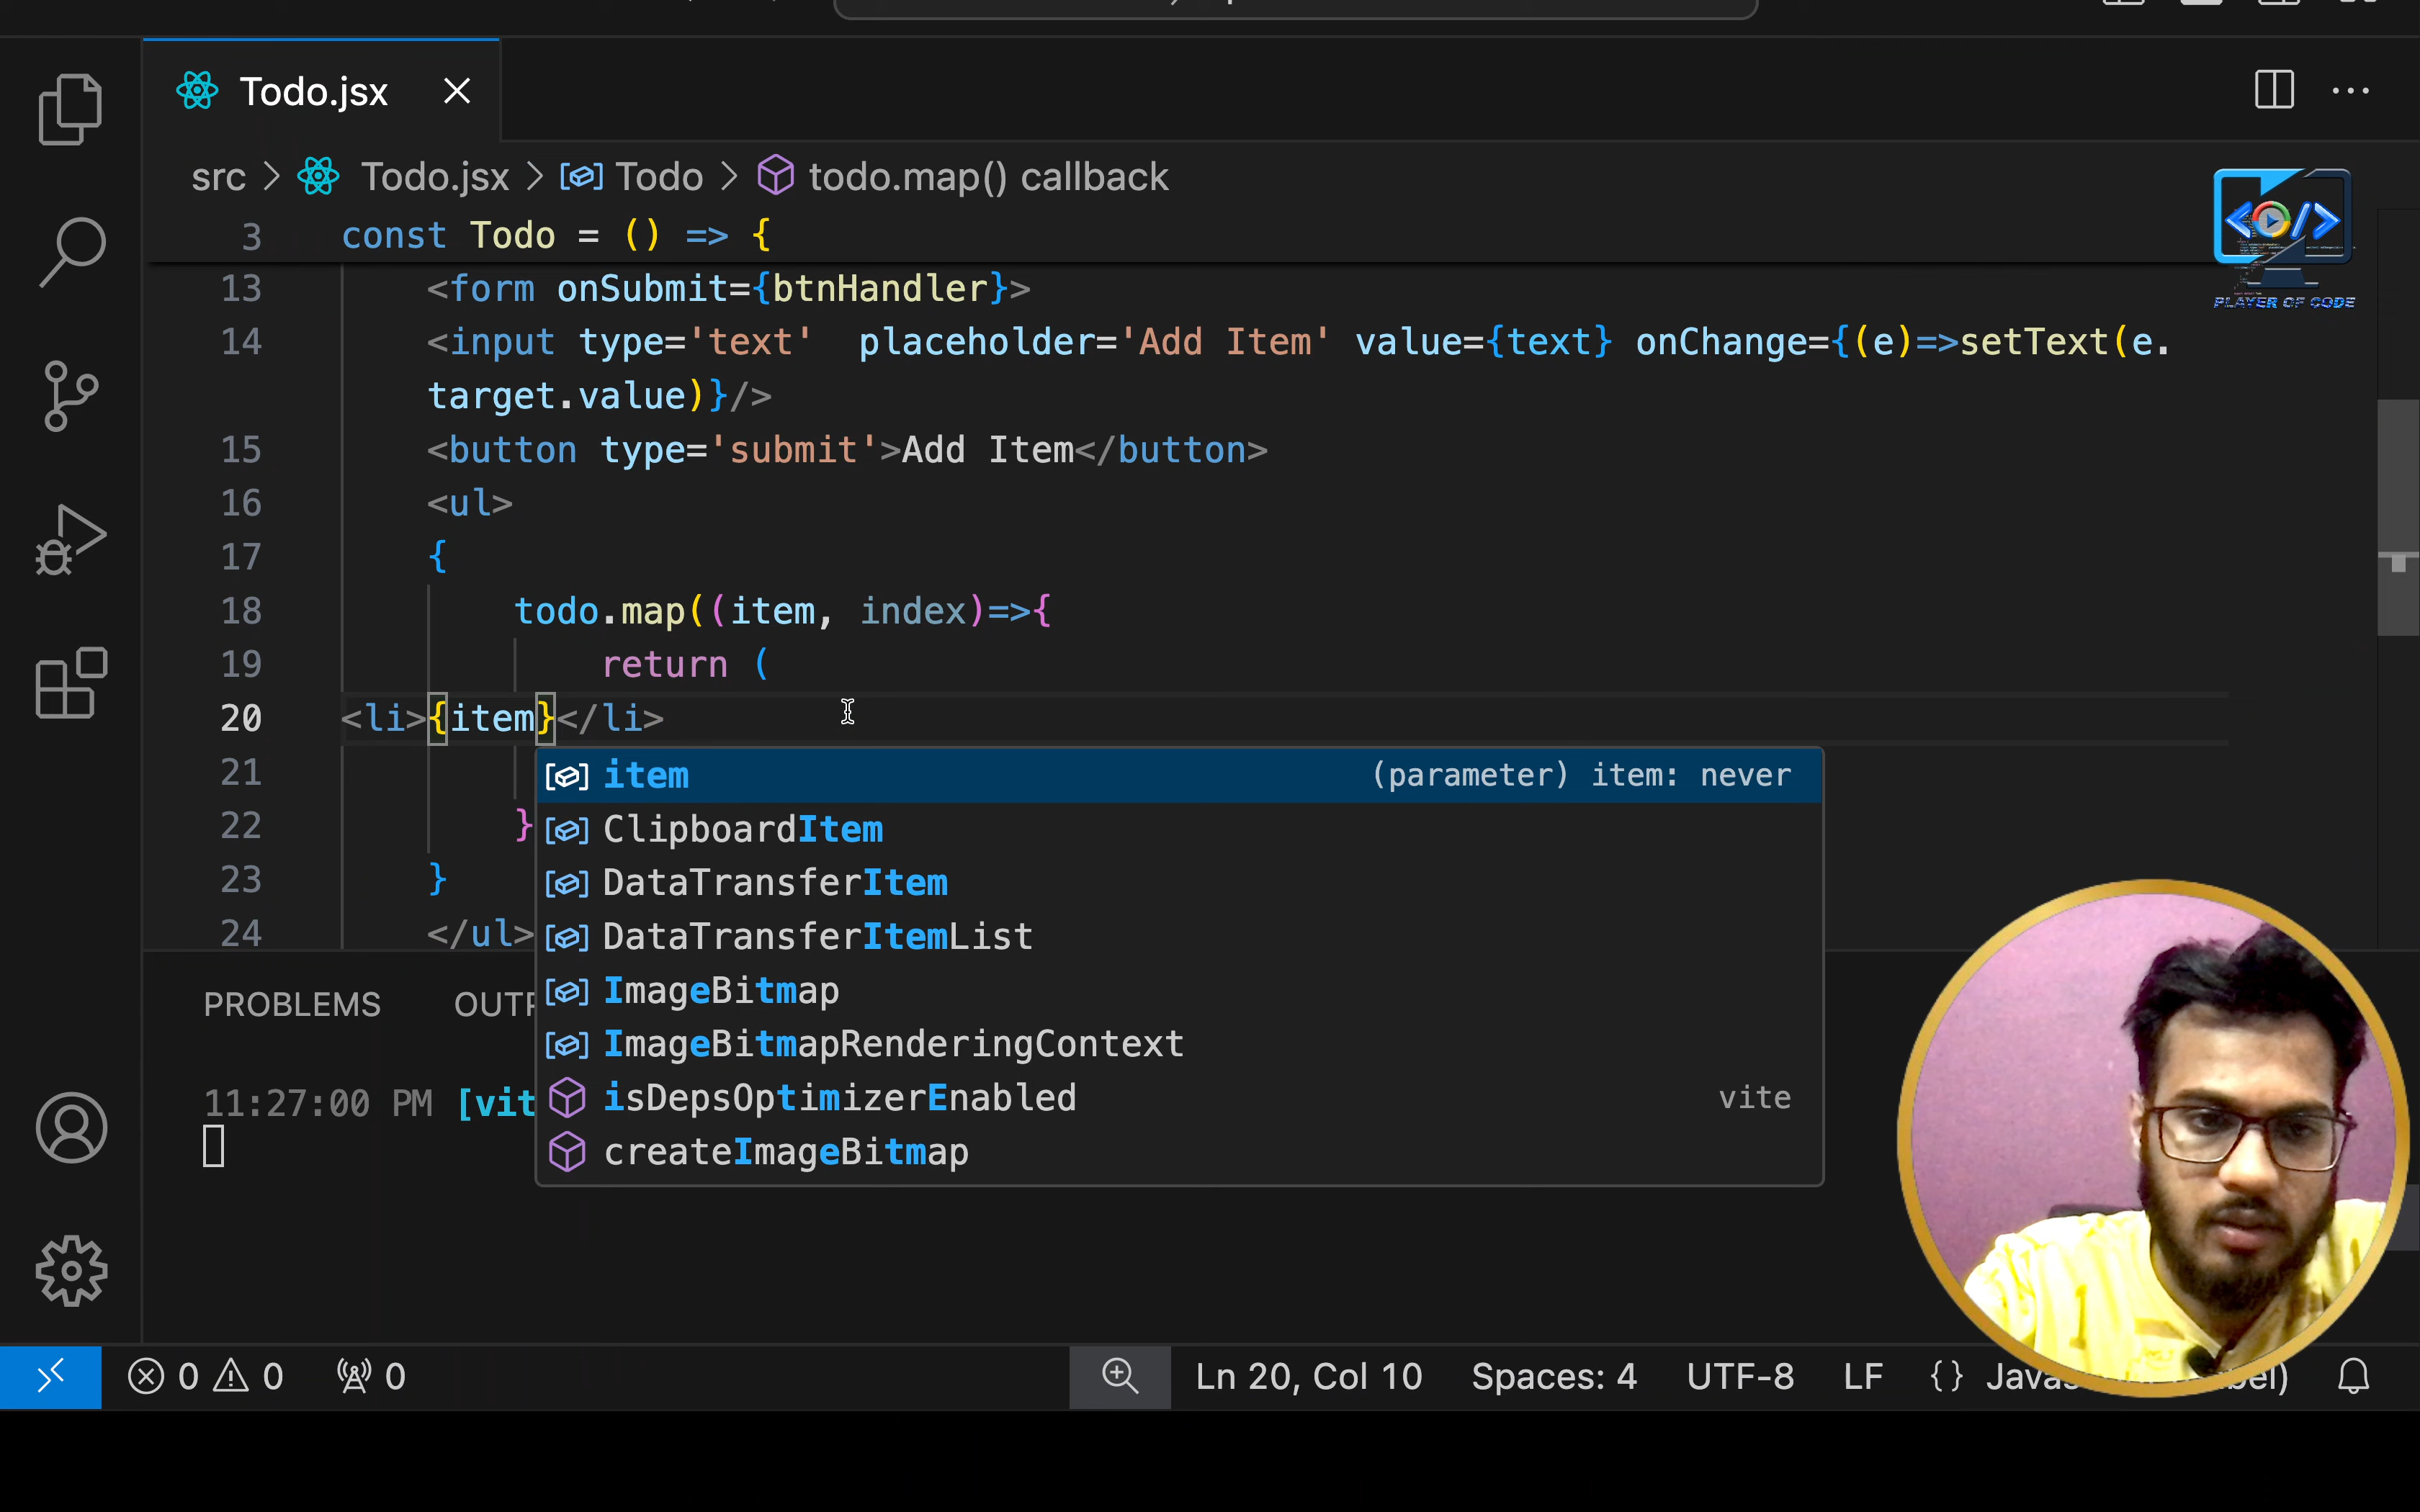 Todo.jsx
src > Todo.jsx > Todo > todo.map() callback
3 const Todo = () => {
13 <form onSubmit={btnHandler}>
14 <input type='text'  placeholder='Add Item' value={text} onChange={(e)=>setText(e.
target.value)}/>
15 <button type='submit'>Add Item</button>
16 <ul>
17 {
18 todo.map((item, index)=>{
19 return (
20 <li>{item}</li>
21
22 }
23 }
24 </ul>
item (parameter) item: never
ClipboardItem
DataTransferItem
DataTransferItemList
ImageBitmap
ImageBitmapRenderingContext
isDepsOptimizerEnabled vite
createImageBitmap
PROBLEMS
11:27:00 PM [vit
0 0 0 Ln 20, Col 10 Spaces: 4 UTF-8 LF {}
</> PLAYER OF CODE